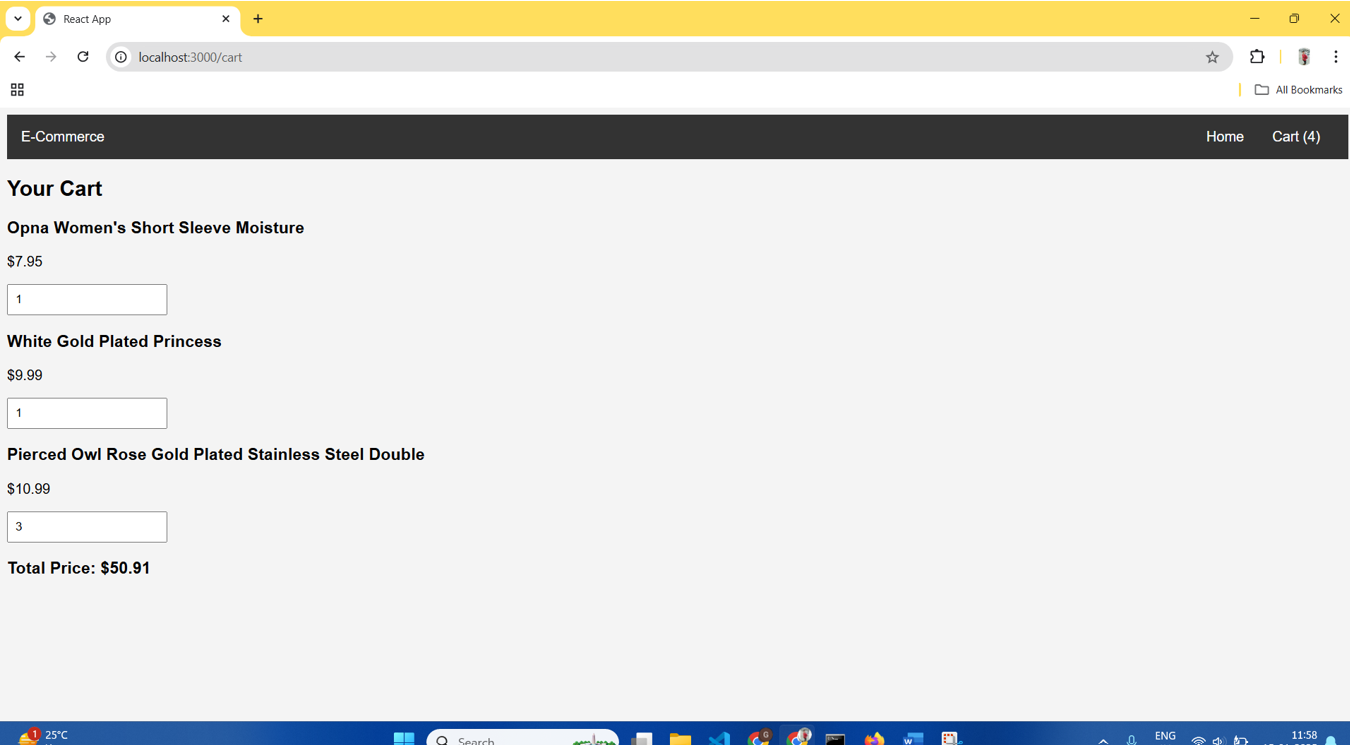 React App
localhost:3000/cart
All Bookmarks
E-Commerce
Home
Cart (4)
Your Cart
Opna Women's Short Sleeve Moisture
$7.95
1
White Gold Plated Princess
$9.99
1
Pierced Owl Rose Gold Plated Stainless Steel Double
$10.99
3
Total Price: $50.91
1
25°C
Search
G
W
ENG
11:58